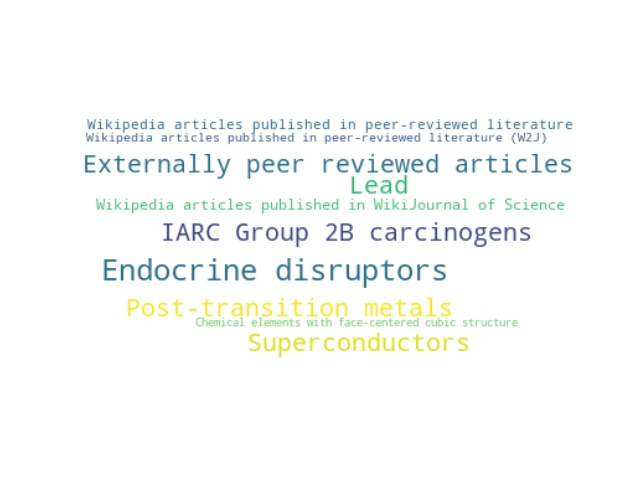 Wikipedia articles published in peer-reviewed literature
Wikipedia articles published in peer-reviewed literature (W2J)
Externally peer reviewed articles
Lead
Wikipedia articles published in WikiJournal of Science
IARC Group 2B carcinogens
Endocrine disruptors
Post-transition metals
Chemical elements with face-centered cubic structure
Superconductors